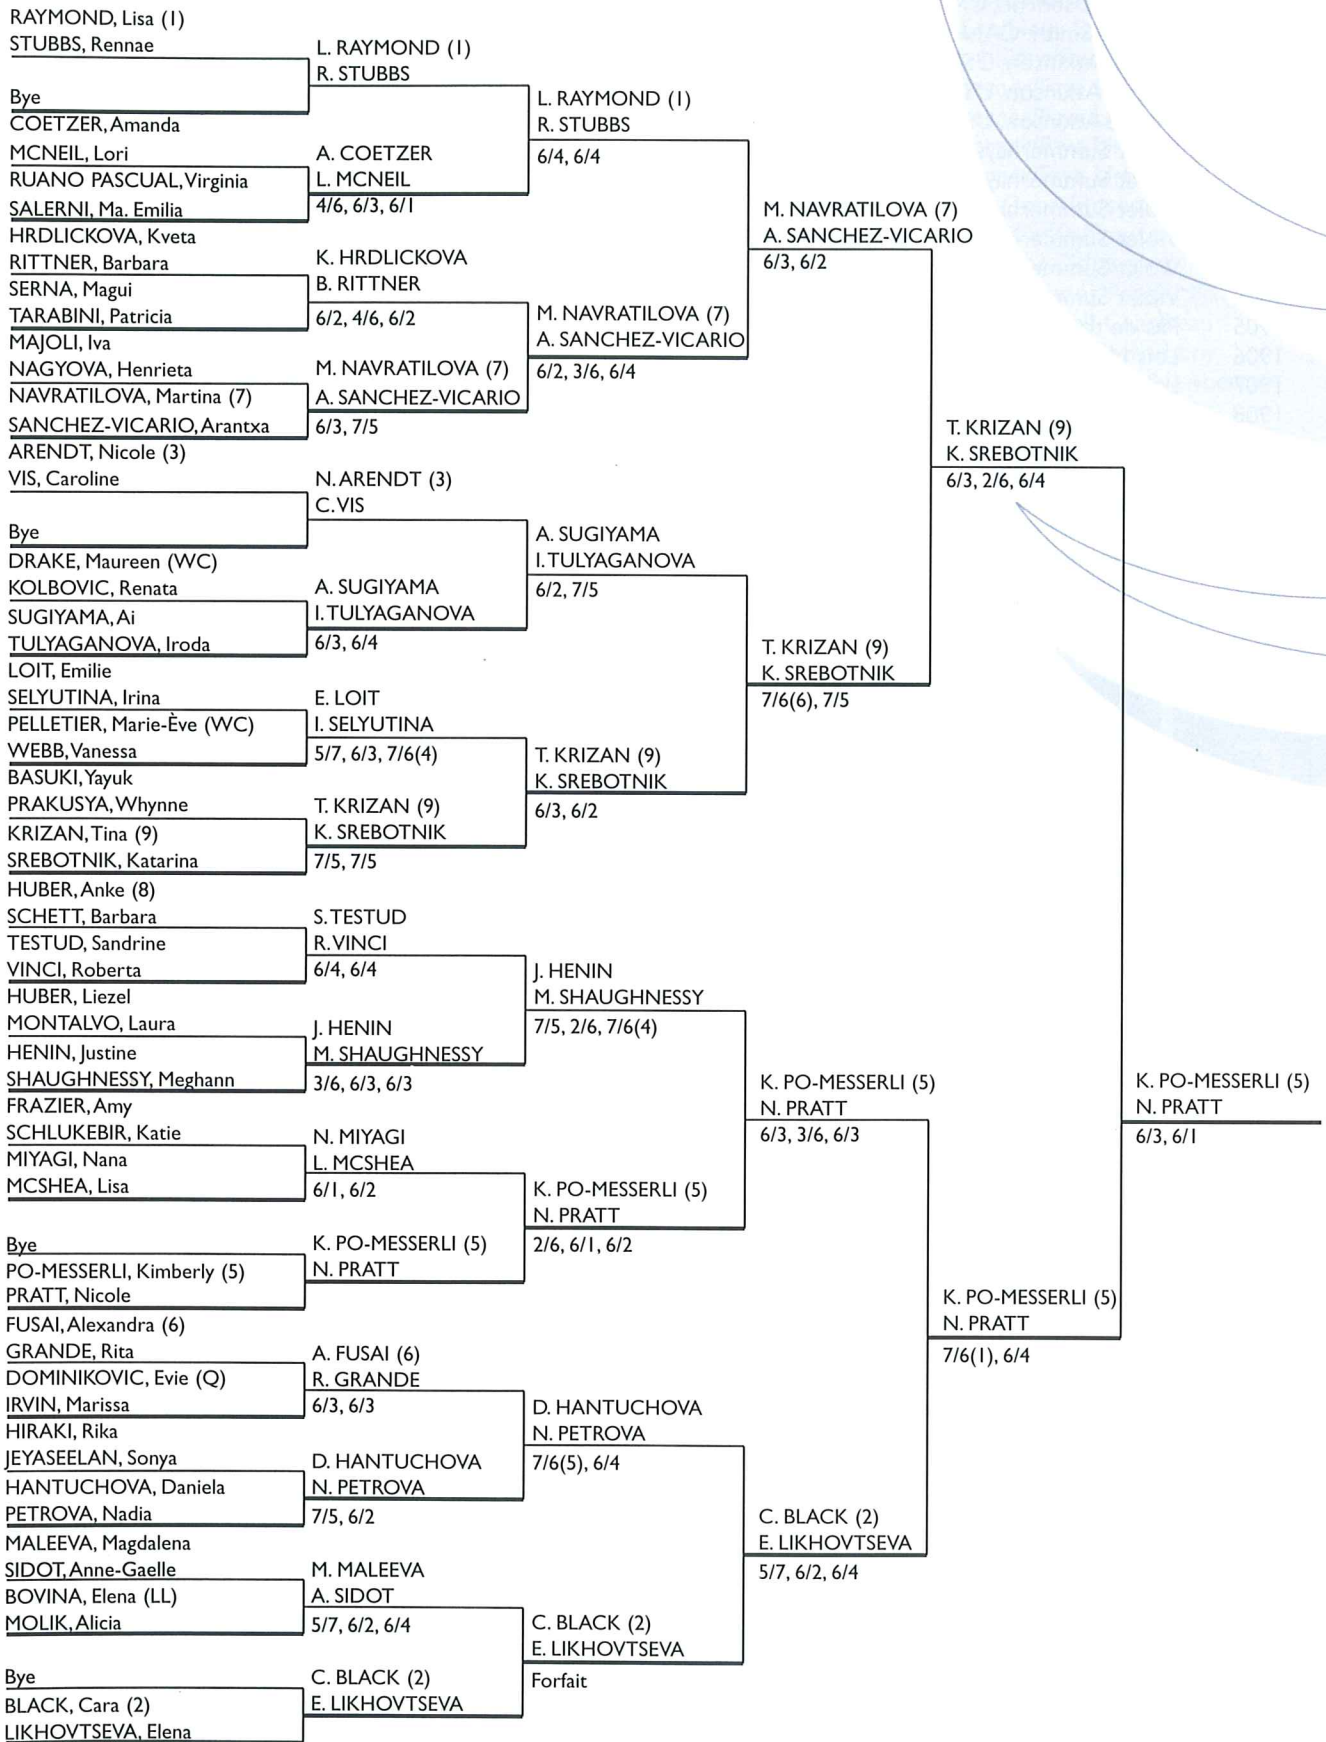 RAYMOND, Lisa (1)
STUBBS, Rennae
Bye
COETZER, Amanda
MCNEIL, Lori
RUANO PASCUAL, Virginia
SALERNI, Ma. Emilia
HRDLICKOVA, Kveta
RITTNER, Barbara
SERNA, Magui
TARABINI, Patricia
MAJOLI, Iva
NAGYOVA, Henrieta
NAVRATILOVA, Martina (7)
SANCHEZ-VICARIO, Arantxa
ARENDT, Nicole (3)
VIS, Caroline
Bye
DRAKE, Maureen (WC)
KOLBOVIC, Renata
SUGIYAMA, Ai
TULYAGANOVA, Iroda
LOIT, Emilie
SELYUTINA, Irina
PELLETIER, Marie-Ève (WC)
WEBB, Vanessa
BASUKI, Yayuk
PRAKUSYA, Whynne
KRIZAN, Tina (9)
SREBOTNIK, Katarina
HUBER, Anke (8)
SCHETT, Barbara
TESTUD, Sandrine
VINCI, Roberta
HUBER, Liezel
MONTALVO, Laura
HENIN, Justine
SHAUGHNESSY, Meghann
FRAZIER, Amy
SCHLUKEBIR, Katie
MIYAGI, Nana
MCSHEA, Lisa
Bye
PO-MESSERLI, Kimberly (5)
PRATT, Nicole
FUSAI, Alexandra (6)
GRANDE, Rita
DOMINIKOVIC, Evie (Q)
IRVIN, Marissa
HIRAKI, Rika
JEYASEELAN, Sonya
HANTUCHOVA, Daniela
PETROVA, Nadia
MALEEVA, Magdalena
SIDOT, Anne-Gaelle
BOVINA, Elena (LL)
MOLIK, Alicia
Bye
BLACK, Cara (2)
LIKHOVTSEVA, Elena
L. RAYMOND (1)
R. STUBBS
A. COETZER
L. MCNEIL
4/6, 6/3, 6/1
K. HRDLICKOVA
B. RITTNER
6/2, 4/6, 6/2
M. NAVRATILOVA (7)
A. SANCHEZ-VICARIO
6/3, 7/5
N. ARENDT (3)
C. VIS
A. SUGIYAMA
I. TULYAGANOVA
6/3, 6/4
E. LOIT
I. SELYUTINA
5/7, 6/3, 7/6(4)
T. KRIZAN (9)
K. SREBOTNIK
7/5, 7/5
S. TESTUD
R. VINCI
6/4, 6/4
J. HENIN
M. SHAUGHNESSY
3/6, 6/3, 6/3
N. MIYAGI
L. MCSHEA
6/1, 6/2
K. PO-MESSERLI (5)
N. PRATT
A. FUSAI (6)
R. GRANDE
6/3, 6/3
D. HANTUCHOVA
N. PETROVA
7/5, 6/2
M. MALEEVA
A. SIDOT
5/7, 6/2, 6/4
C. BLACK (2)
E. LIKHOVTSEVA
L. RAYMOND (1)
R. STUBBS
6/4, 6/4
M. NAVRATILOVA (7)
A. SANCHEZ-VICARIO
6/2, 3/6, 6/4
A. SUGIYAMA
I. TULYAGANOVA
6/2, 7/5
T. KRIZAN (9)
K. SREBOTNIK
6/3, 6/2
J. HENIN
M. SHAUGHNESSY
7/5, 2/6, 7/6(4)
K. PO-MESSERLI (5)
N. PRATT
2/6, 6/1, 6/2
D. HANTUCHOVA
N. PETROVA
7/6(5), 6/4
C. BLACK (2)
E. LIKHOVTSEVA
Forfait
M. NAVRATILOVA (7)
A. SANCHEZ-VICARIO
6/3, 6/2
T. KRIZAN (9)
K. SREBOTNIK
7/6(6), 7/5
K. PO-MESSERLI (5)
N. PRATT
6/3, 3/6, 6/3
C. BLACK (2)
E. LIKHOVTSEVA
5/7, 6/2, 6/4
T. KRIZAN (9)
K. SREBOTNIK
6/3, 2/6, 6/4
K. PO-MESSERLI (5)
N. PRATT
7/6(1), 6/4
K. PO-MESSERLI (5)
N. PRATT
6/3, 6/1